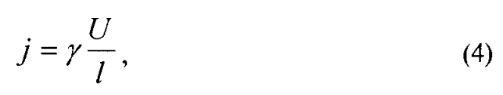 j = γ U/l , (4)